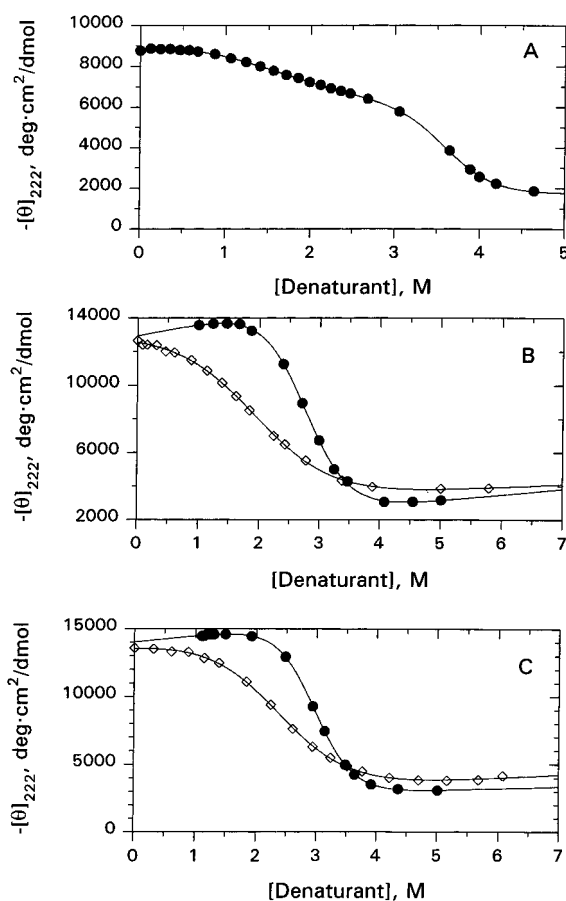 10000
8000
6000
4000
2000
0
-[θ]222, deg·cm2/dmol
A
0 1 2 3 4 5
[Denaturant], M
14000
10000
6000
2000
-[θ]222, deg·cm2/dmol
B
0 1 2 3 4 5 6 7
[Denaturant], M
15000
10000
5000
0
-[θ]222, deg·cm2/dmol
C
0 1 2 3 4 5 6 7
[Denaturant], M